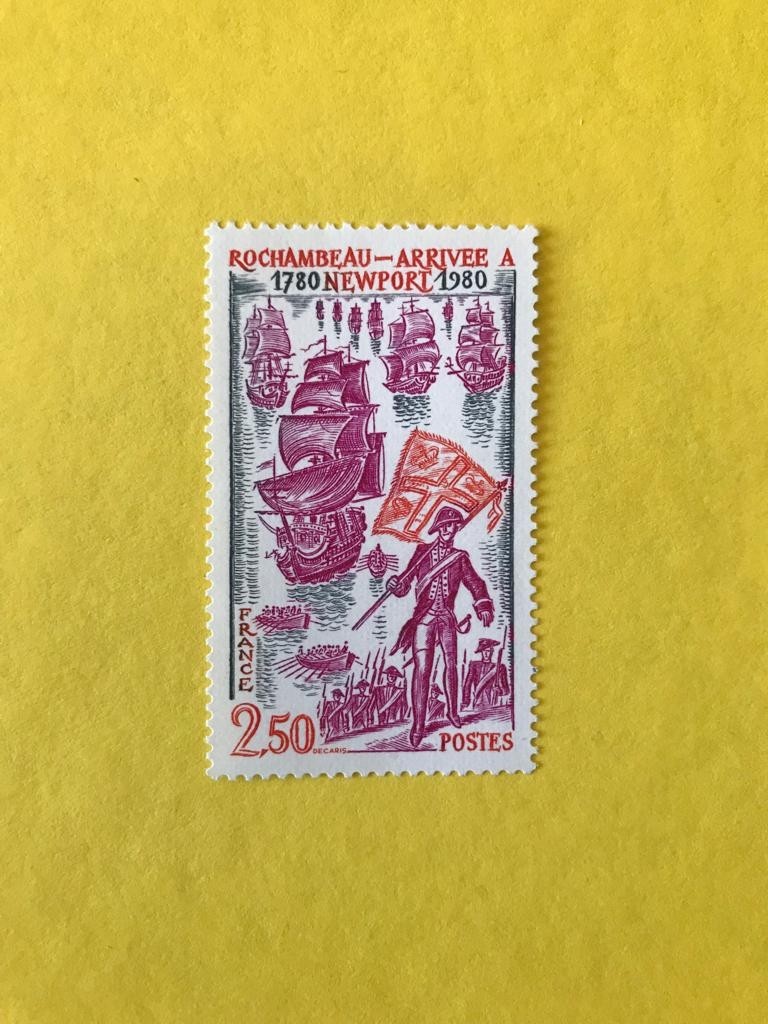 ROCHAMBEAU—ARRIVEE A
1780 NEWPORT 1980
FRANCE
2,50
DECARIS
POSTES